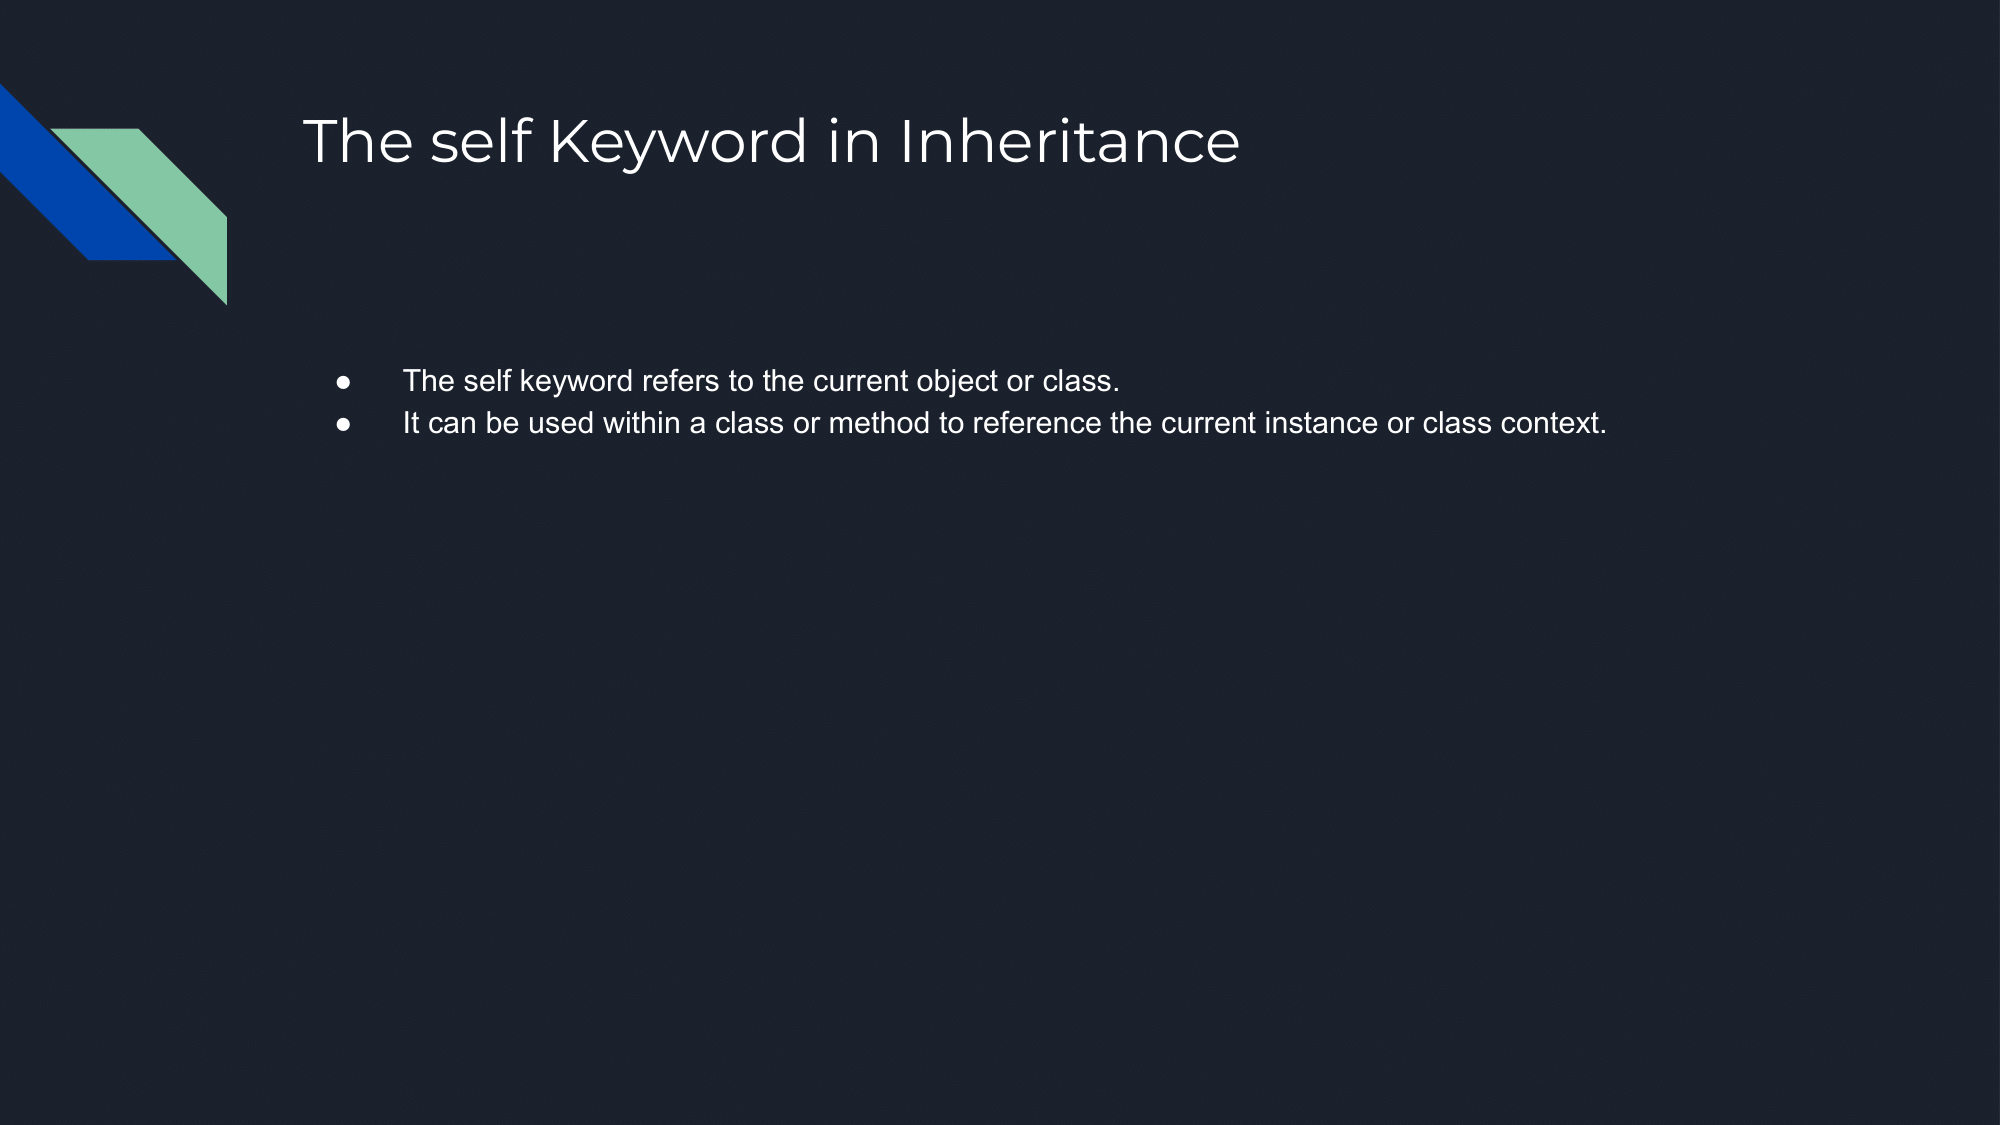 The self Keyword in Inheritance
● The self keyword refers to the current object or class.
● It can be used within a class or method to reference the current instance or class context.